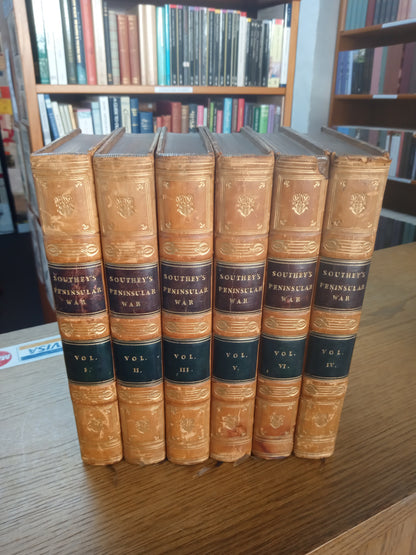 SOUTHEY'S
PENINSULAR
WAR
VOL.
I.
SOUTHEY'S
PENINSULAR
WAR
VOL.
II.
SOUTHEY'S
PENINSULAR
WAR
VOL.
III.
SOUTHEY'S
PENINSULAR
WAR
VOL.
V.
SOUTHEY'S
PENINSULAR
WAR
VOL.
VI.
SOUTHEY'S
PENINSULAR
WAR
VOL.
IV.
VISA